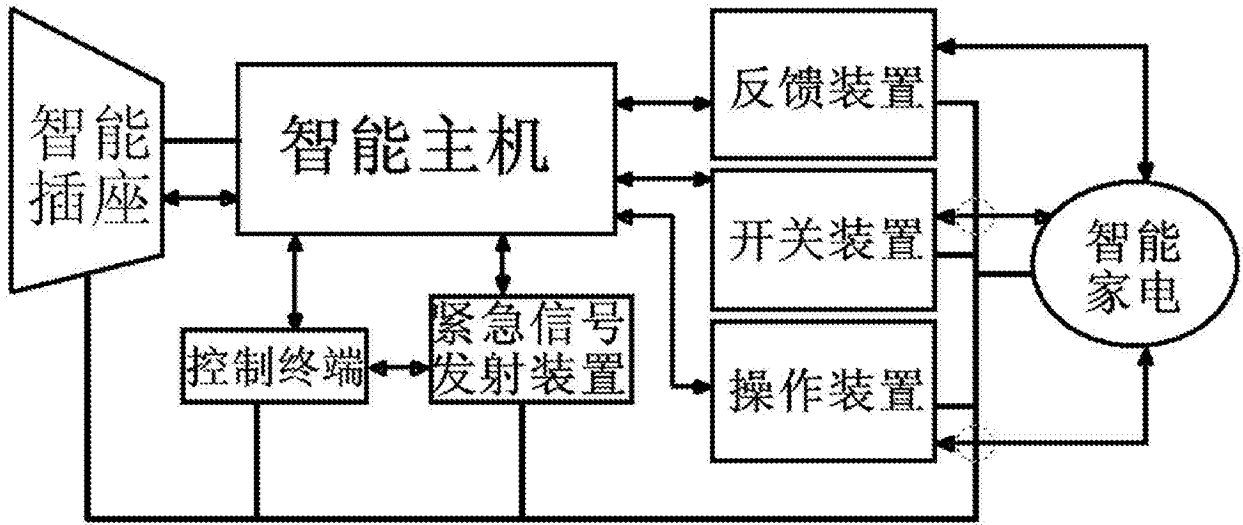 智能
插座
智能主机
反馈装置
开关装置
操作装置
智能
家电
控制终端
紧急信号
发射装置